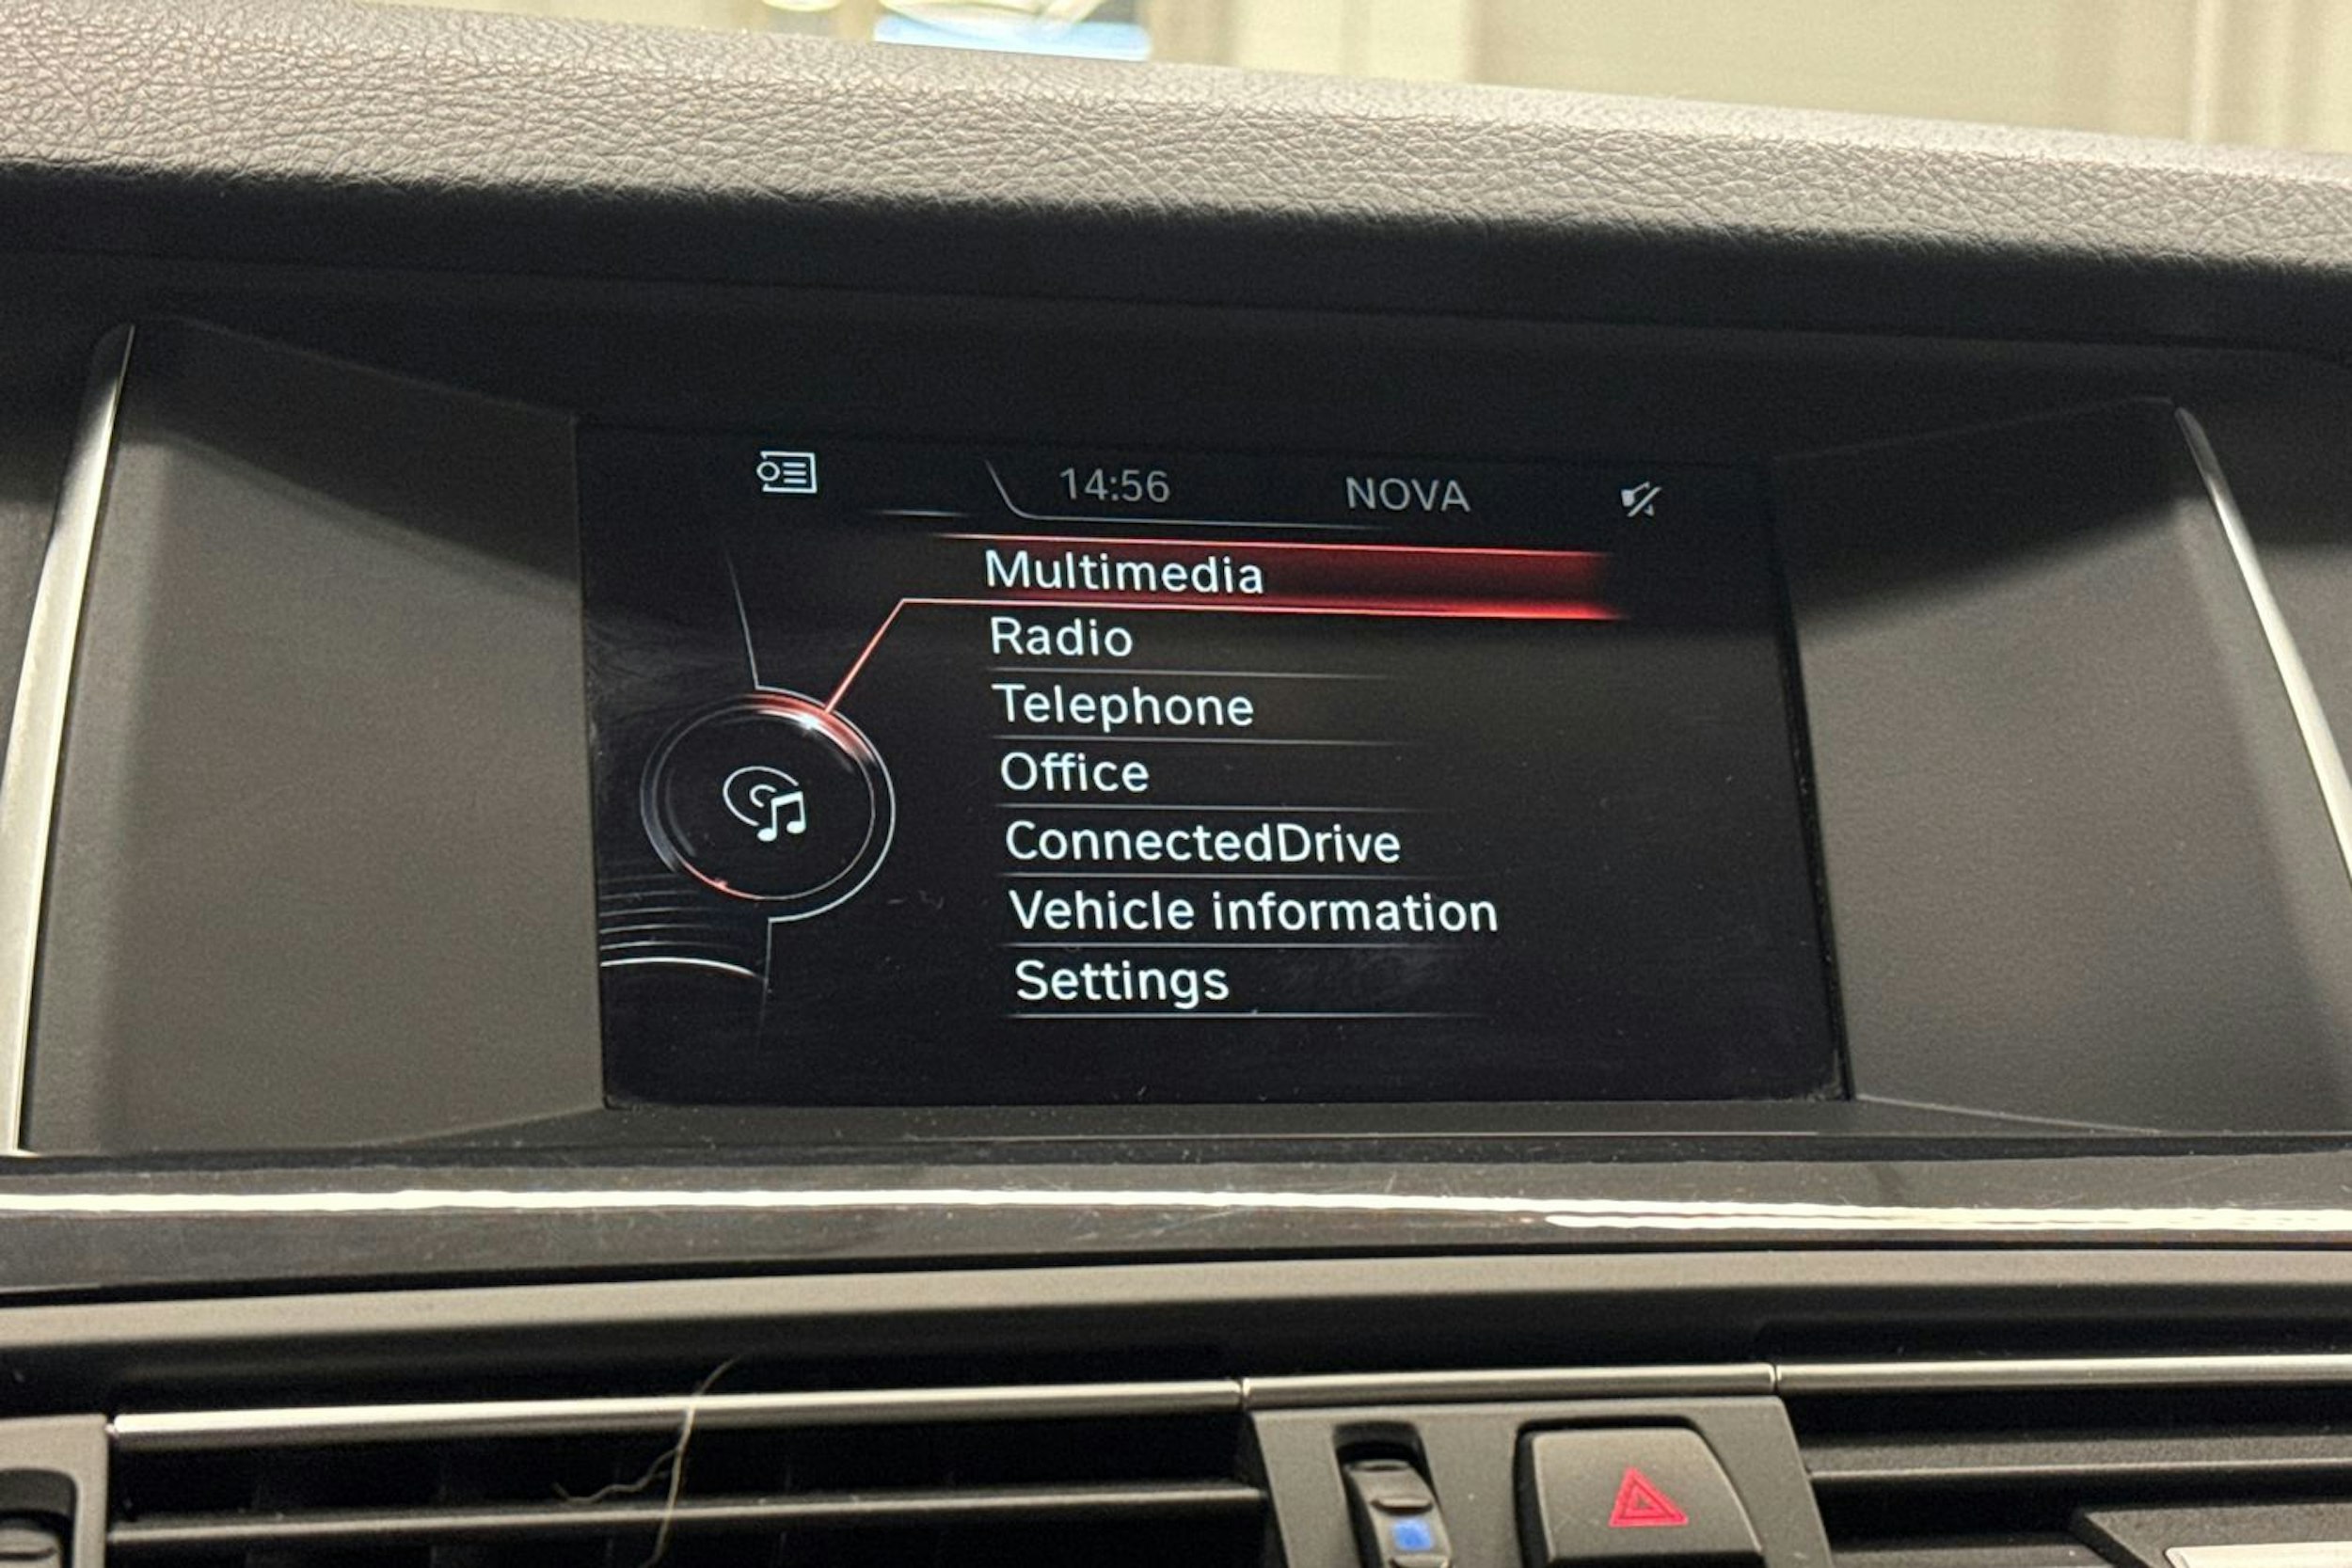 14:56 NOVA
Multimedia
Radio
Telephone
Office
ConnectedDrive
Vehicle information
Settings